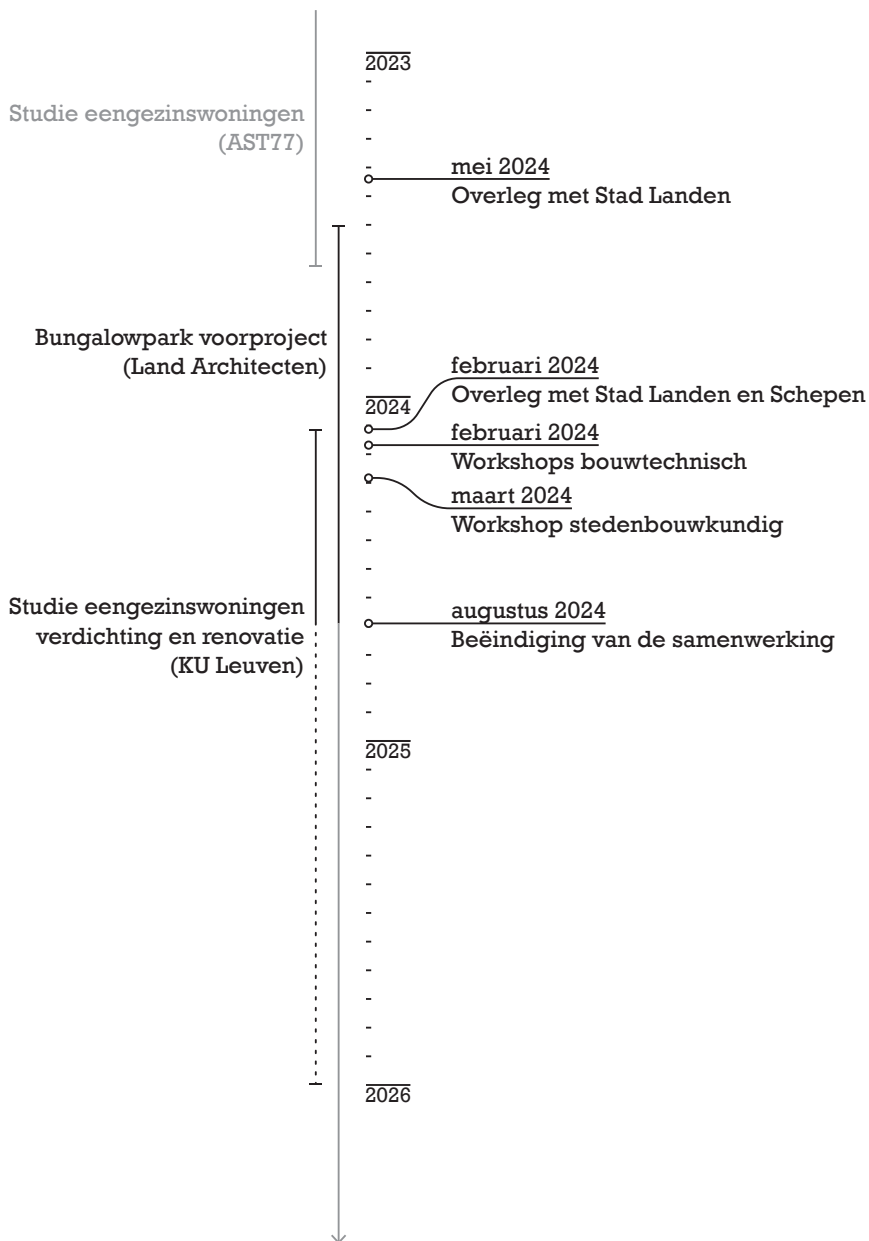 2023
Studie eengezinswoningen
(AST77)
mei 2024
Overleg met Stad Landen
Bungalowpark voorproject
(Land Architecten)
februari 2024
Overleg met Stad Landen en Schepen
2024
februari 2024
Workshops bouwtechnisch
maart 2024
Workshop stedenbouwkundig
Studie eengezinswoningen
verdichting en renovatie
(KU Leuven)
augustus 2024
Beëindiging van de samenwerking
2025
2026